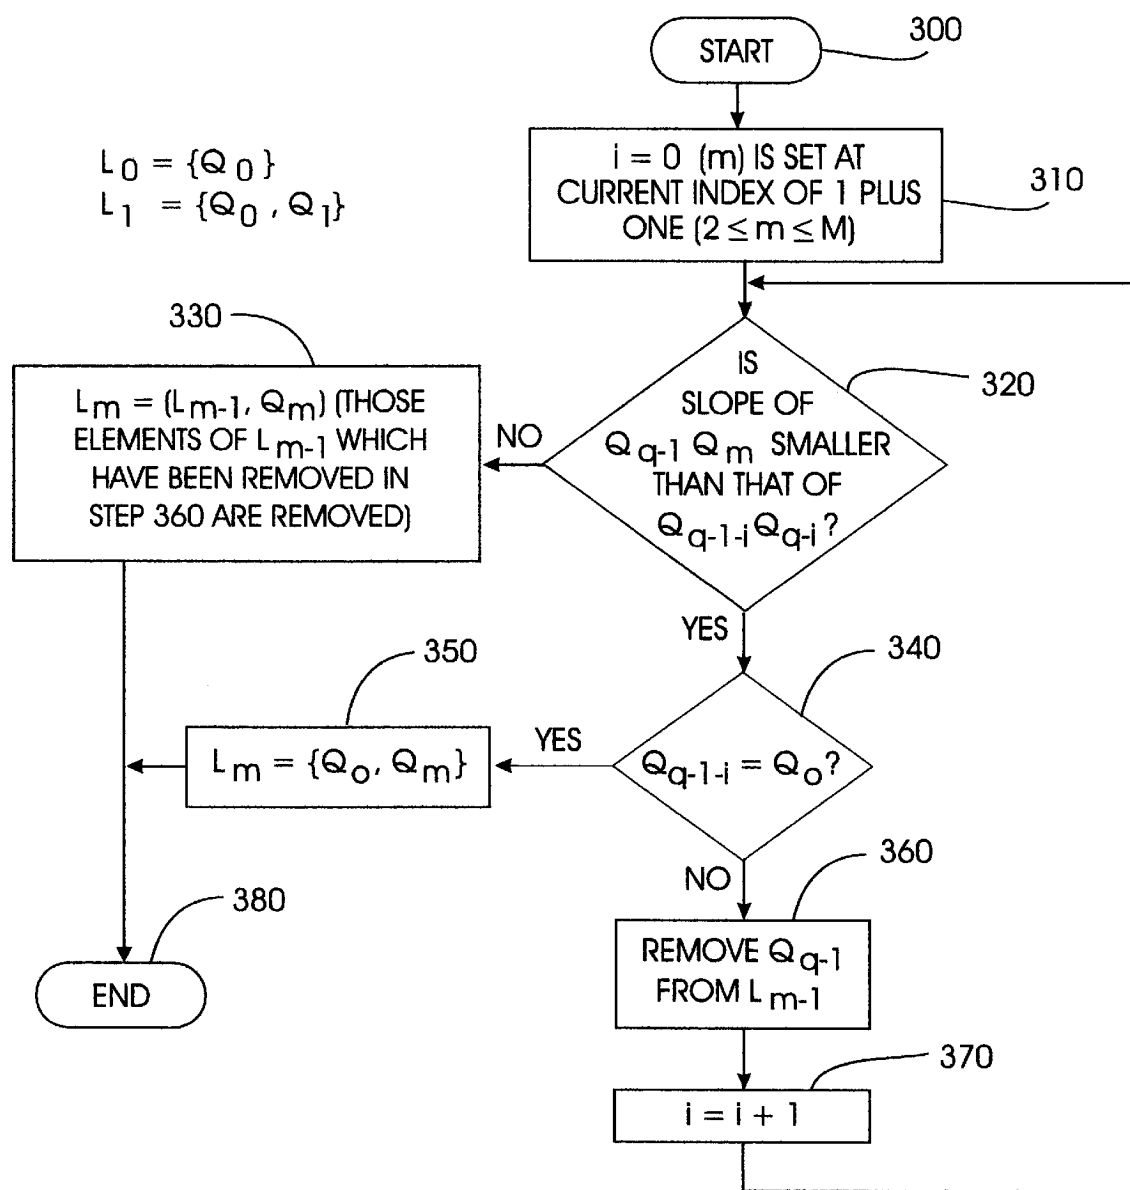 START
300
L0 = {Q0}
L1 = {Q0, Q1}
i = 0 (m) IS SET AT
CURRENT INDEX OF 1 PLUS
ONE (2 ≤ m ≤ M)
310
330
Lm = (Lm-1, Qm) (THOSE
ELEMENTS OF Lm-1 WHICH
HAVE BEEN REMOVED IN
STEP 360 ARE REMOVED)
NO
IS
SLOPE OF
Qq-1 Qm SMALLER
THAN THAT OF
Qq-1-i Qq-i?
320
YES
350
Lm = {Qo, Qm}
YES
340
Qq-1-i = Qo?
NO
360
REMOVE Qq-1
FROM Lm-1
380
END
370
i = i + 1